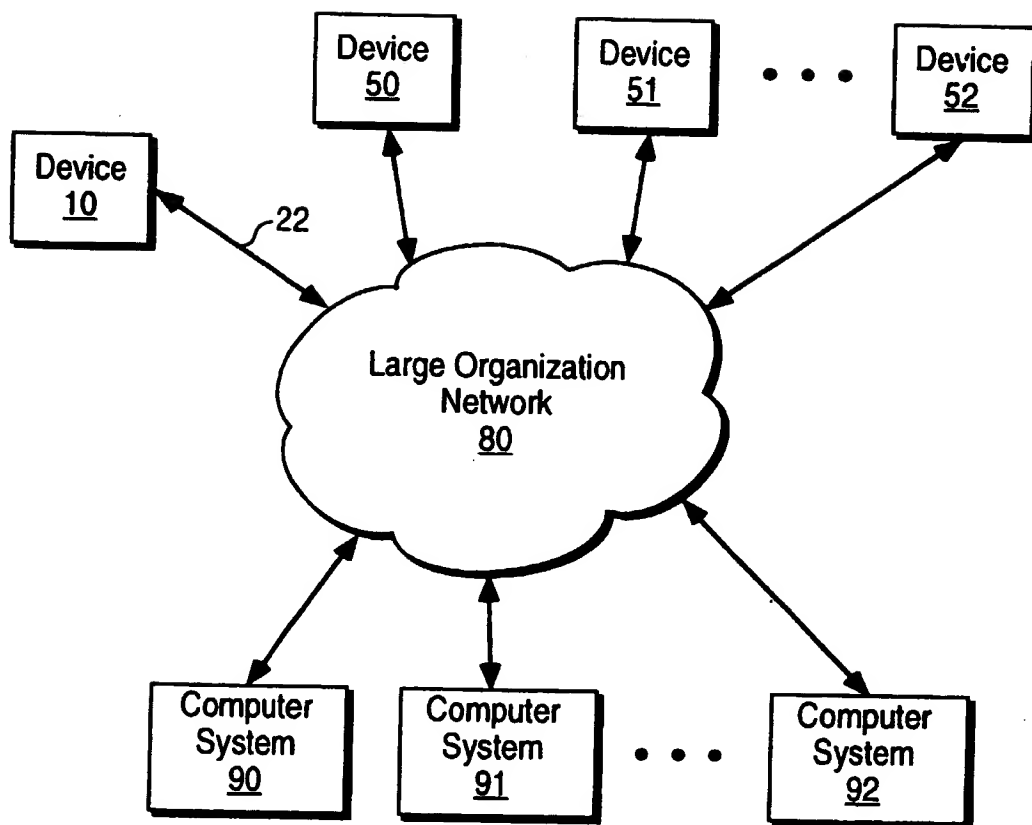 Device
50
Device
51
Device
52
Device
10
22
Large Organization
Network
80
Computer
System
90
Computer
System
91
Computer
System
92